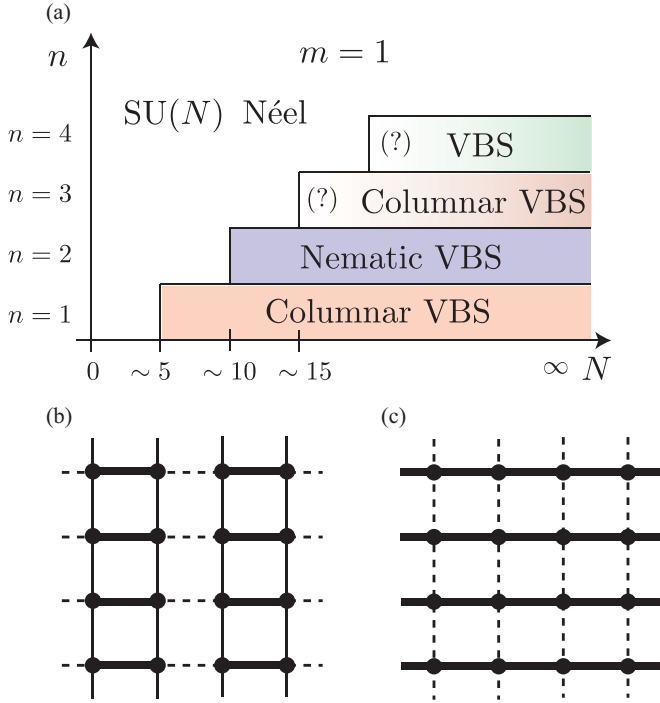 (a)
n
m = 1
SU(N) Néel
n = 4
(?) VBS
n = 3
(?) Columnar VBS
n = 2
Nematic VBS
n = 1
Columnar VBS
0 ∼ 5 ∼ 10 ∼ 15 ∞ N
(b)
(c)